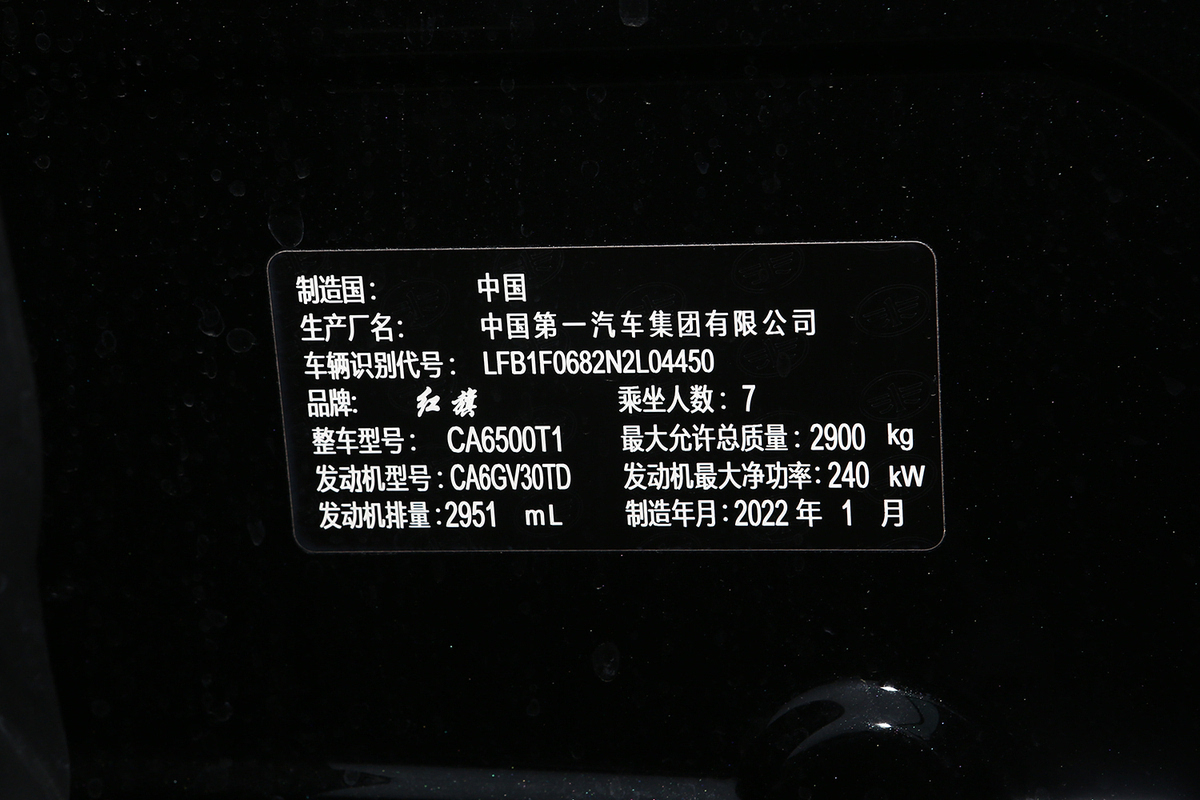 制造国： 中国
生产厂名： 中国第一汽车集团有限公司
车辆识别代号： LFB1F0682N2L04450
品牌: 红旗 乘坐人数：7
整车型号： CA6500T1 最大允许总质量：2900 kg
发动机型号：CA6GV30TD 发动机最大净功率：240 kW
发动机排量：2951 mL 制造年月：2022 年 1 月